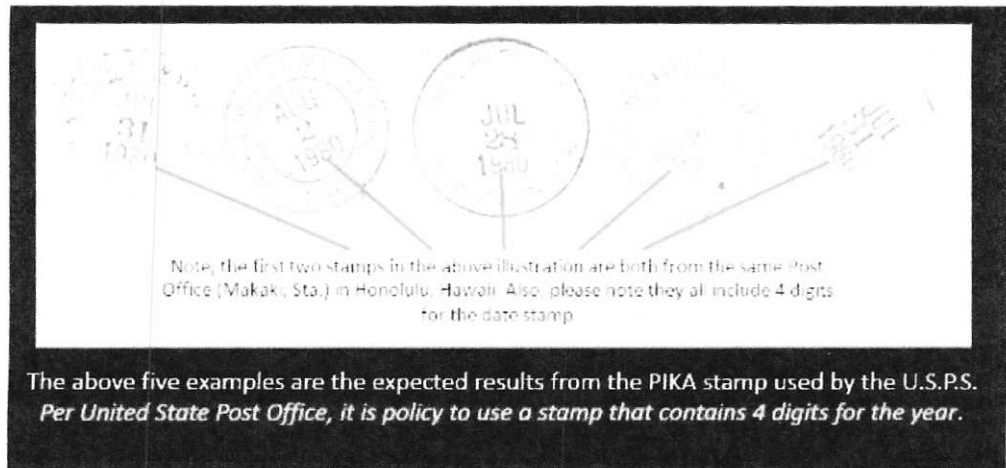 JUL
31
AUG
2
1980
JUL
28
1980
Note, the first two stamps in the above illustration are both from the same Post
Office (Makaki, Sta.) in Honolulu, Hawaii. Also, please note they all include 4 digits
for the date stamp
The above five examples are the expected results from the PIKA stamp used by the U.S.P.S.
Per United State Post Office, it is policy to use a stamp that contains 4 digits for the year.